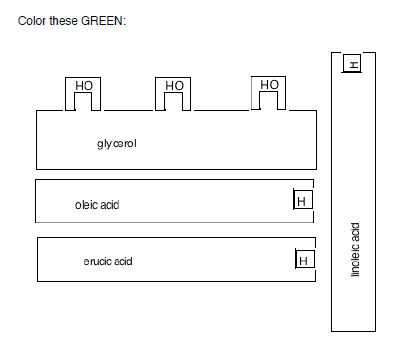 Color these GREEN:
H
HO HO HO
glycerol
oleic acid H
linoleic acid
erucic acid H